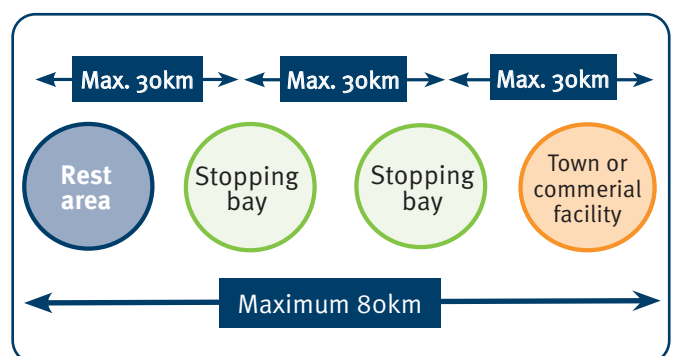 Max. 30km
Max. 30km
Max. 30km
Rest
area
Stopping
bay
Stopping
bay
Town or
commerial
facility
Maximum 80km